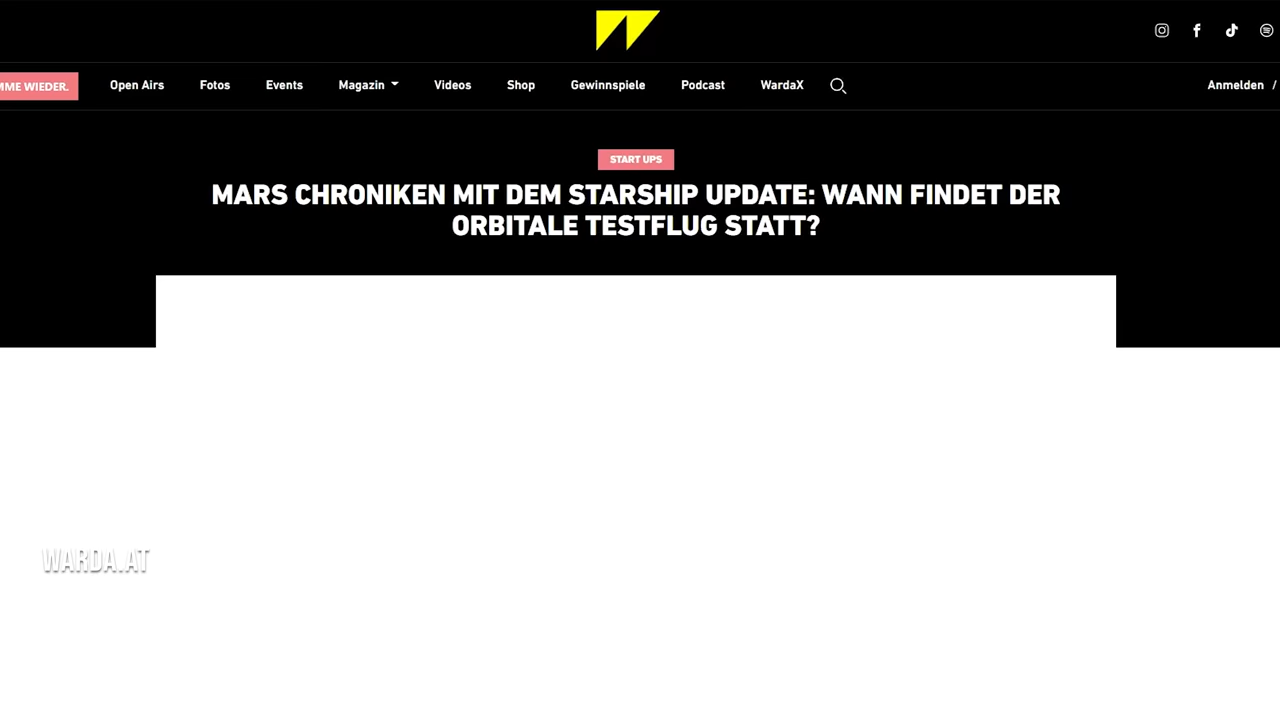 MME WIEDER.
Open Airs
Fotos
Events
Magazin
Videos
Shop
Gewinnspiele
Podcast
WardaX
Anmelden /
START UPS
MARS CHRONIKEN MIT DEM STARSHIP UPDATE: WANN FINDET DER
ORBITALE TESTFLUG STATT?
WARDA.AT